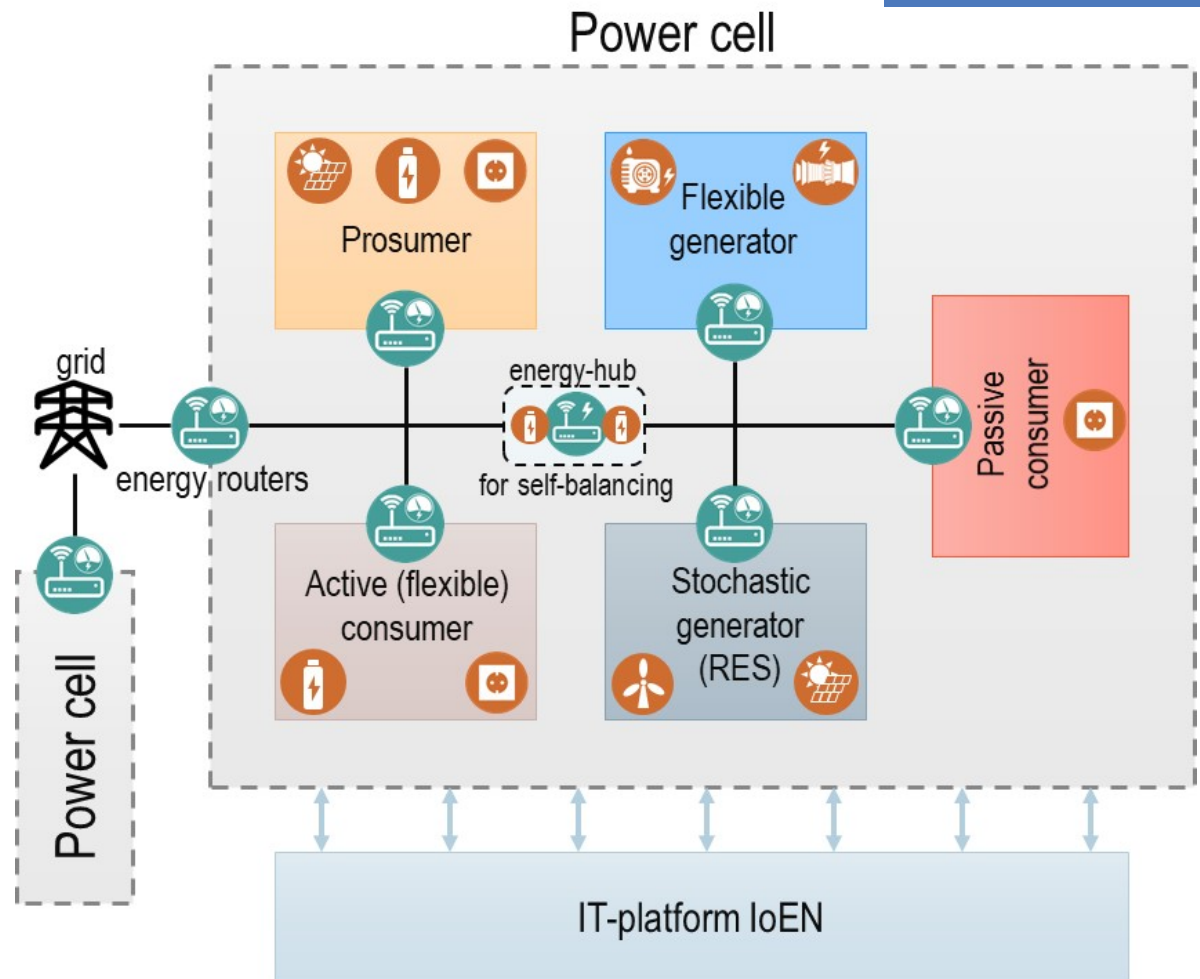 Power cell
Prosumer
Flexible
generator
grid
energy routers
energy-hub
for self-balancing
Passive
consumer
Active (flexible)
consumer
Stochastic
generator
(RES)
Power cell
IT-platform IoEN